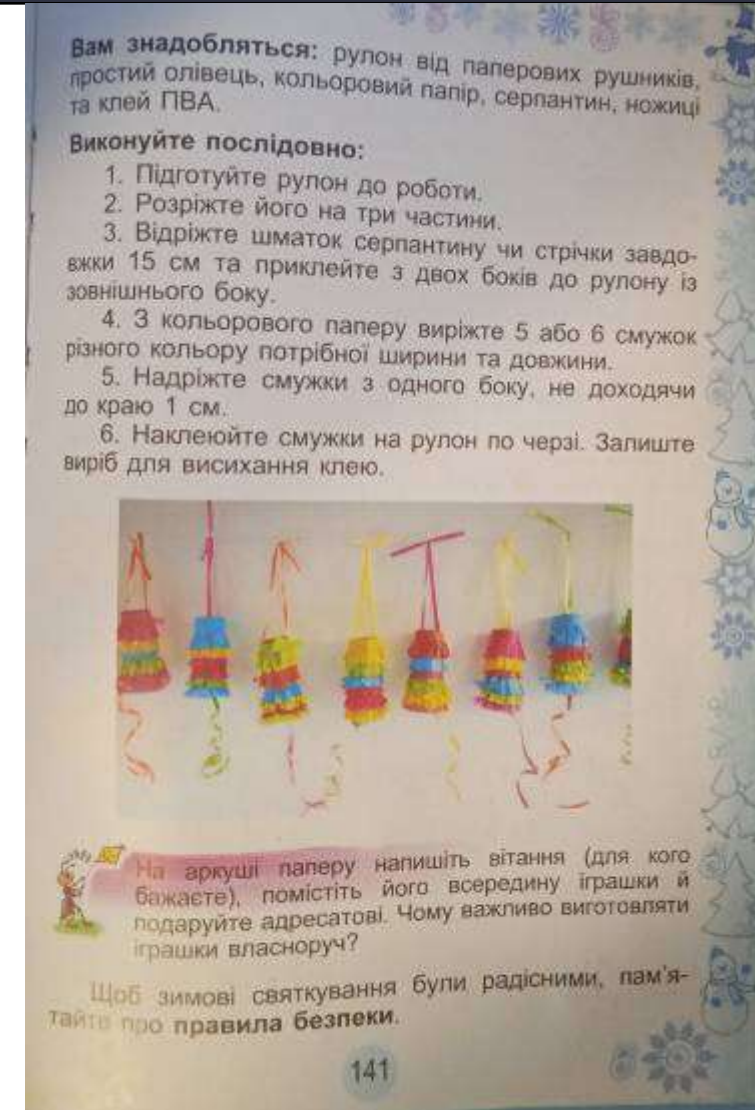 Вам знадобляться: рулон від паперових рушників,
простий олівець, кольоровий папір, серпантин, ножиці
та клей ПВА.
Виконуйте послідовно:
1. Підготуйте рулон до роботи.
2. Розріжте його на три частини.
3. Відріжте шматок серпантину чи стрічки завдо-
вжки 15 см та приклейте з двох боків до рулону із
зовнішнього боку.
4. З кольорового паперу виріжте 5 або 6 смужок
різного кольору потрібної ширини та довжини.
5. Надріжте смужки з одного боку, не доходячи
до краю 1 см.
6. Наклеюйте смужки на рулон по черзі. Залиште
виріб для висихання клею.
На аркуші паперу напишіть вітання (для кого
бажаєте), помістіть його всередину іграшки й
подаруйте адресатові. Чому важливо виготовляти
іграшки власноруч?
Щоб зимові святкування були радісними, пам'я-
тайте про правила безпеки.
141